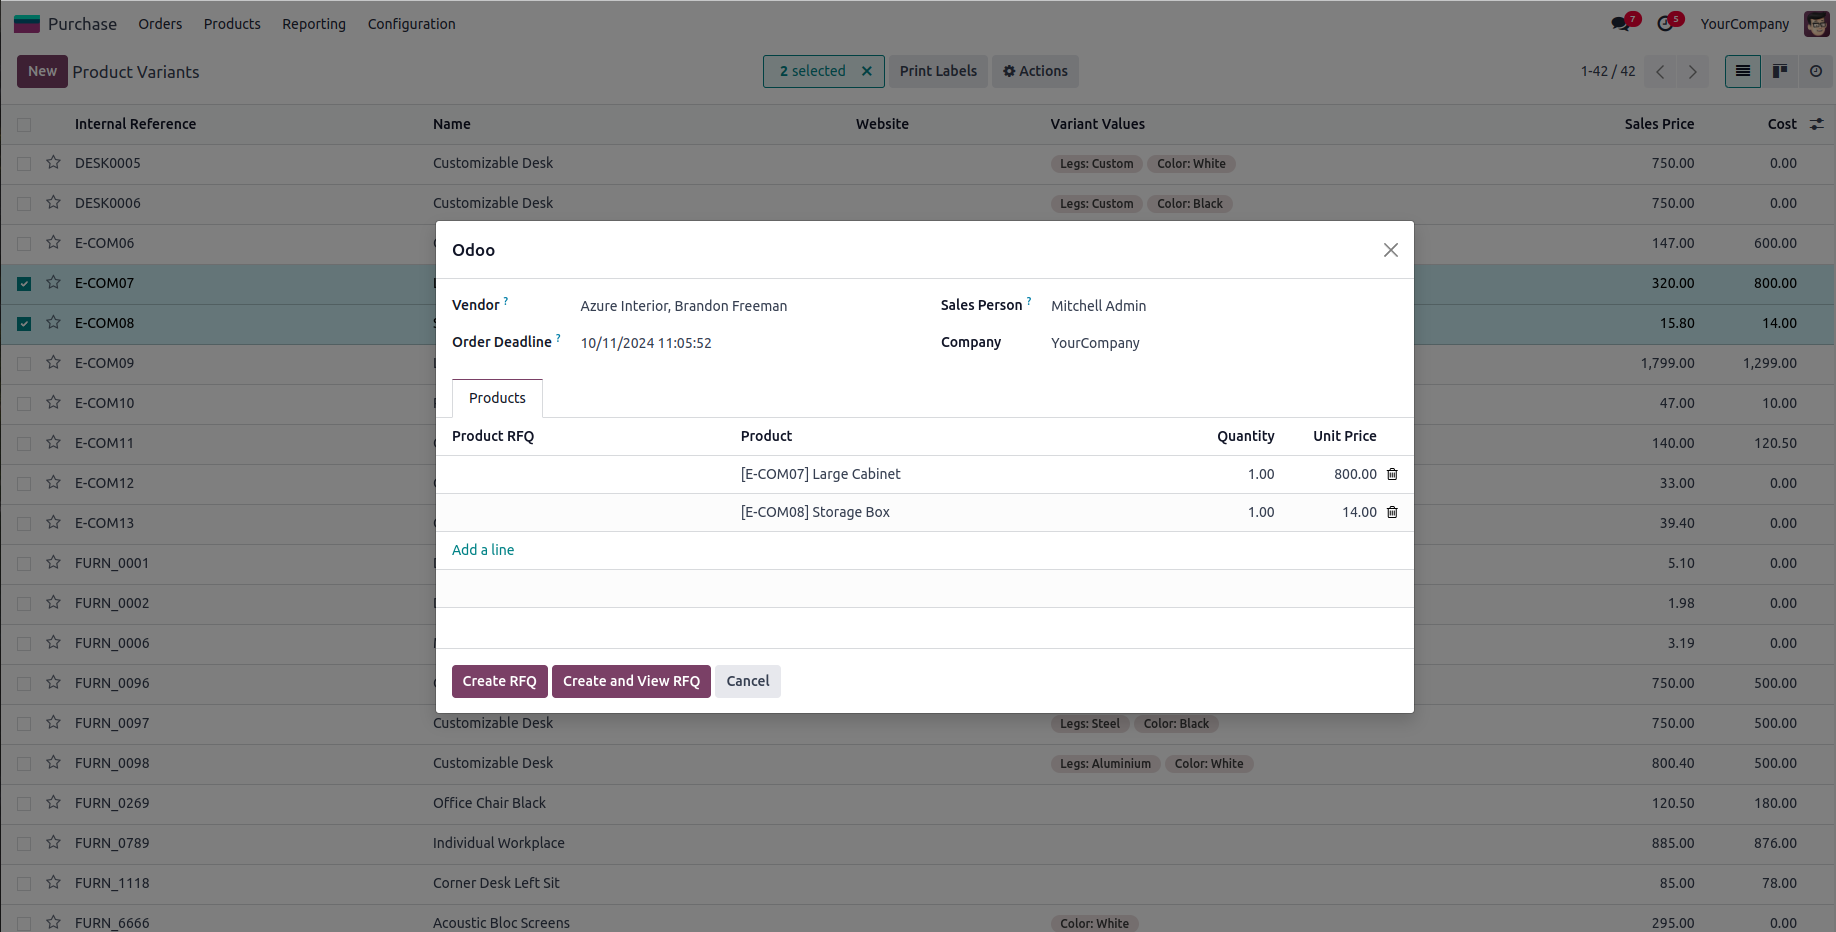 Purchase Orders Products Reporting Configuration 7 5 YourCompany
New Product Variants 2 selected × Print Labels Actions 1-42 / 42
Internal Reference Name Website Variant Values Sales Price Cost
DESK0005 Customizable Desk Legs: Custom Color: White 750.00 0.00
DESK0006 Customizable Desk Legs: Custom Color: Black 750.00 0.00
E-COM06 147.00 600.00
Odoo
E-COM07 320.00 800.00
Vendor ? Azure Interior, Brandon Freeman Sales Person ? Mitchell Admin
E-COM08 15.80 14.00
Order Deadline ? 10/11/2024 11:05:52 Company YourCompany
E-COM09 1,799.00 1,299.00
Products
E-COM10 47.00 10.00
Product RFQ Product Quantity Unit Price
E-COM11 140.00 120.50
[E-COM07] Large Cabinet 1.00 800.00
E-COM12 33.00 0.00
[E-COM08] Storage Box 1.00 14.00
E-COM13 39.40 0.00
Add a line
FURN_0001 5.10 0.00
FURN_0002 1.98 0.00
FURN_0006 3.19 0.00
Create RFQ Create and View RFQ Cancel
FURN_0096 750.00 500.00
FURN_0097 Customizable Desk Legs: Steel Color: Black 750.00 500.00
FURN_0098 Customizable Desk Legs: Aluminium Color: White 800.40 500.00
FURN_0269 Office Chair Black 120.50 180.00
FURN_0789 Individual Workplace 885.00 876.00
FURN_1118 Corner Desk Left Sit 85.00 78.00
FURN_6666 Acoustic Bloc Screens Color: White 295.00 0.00